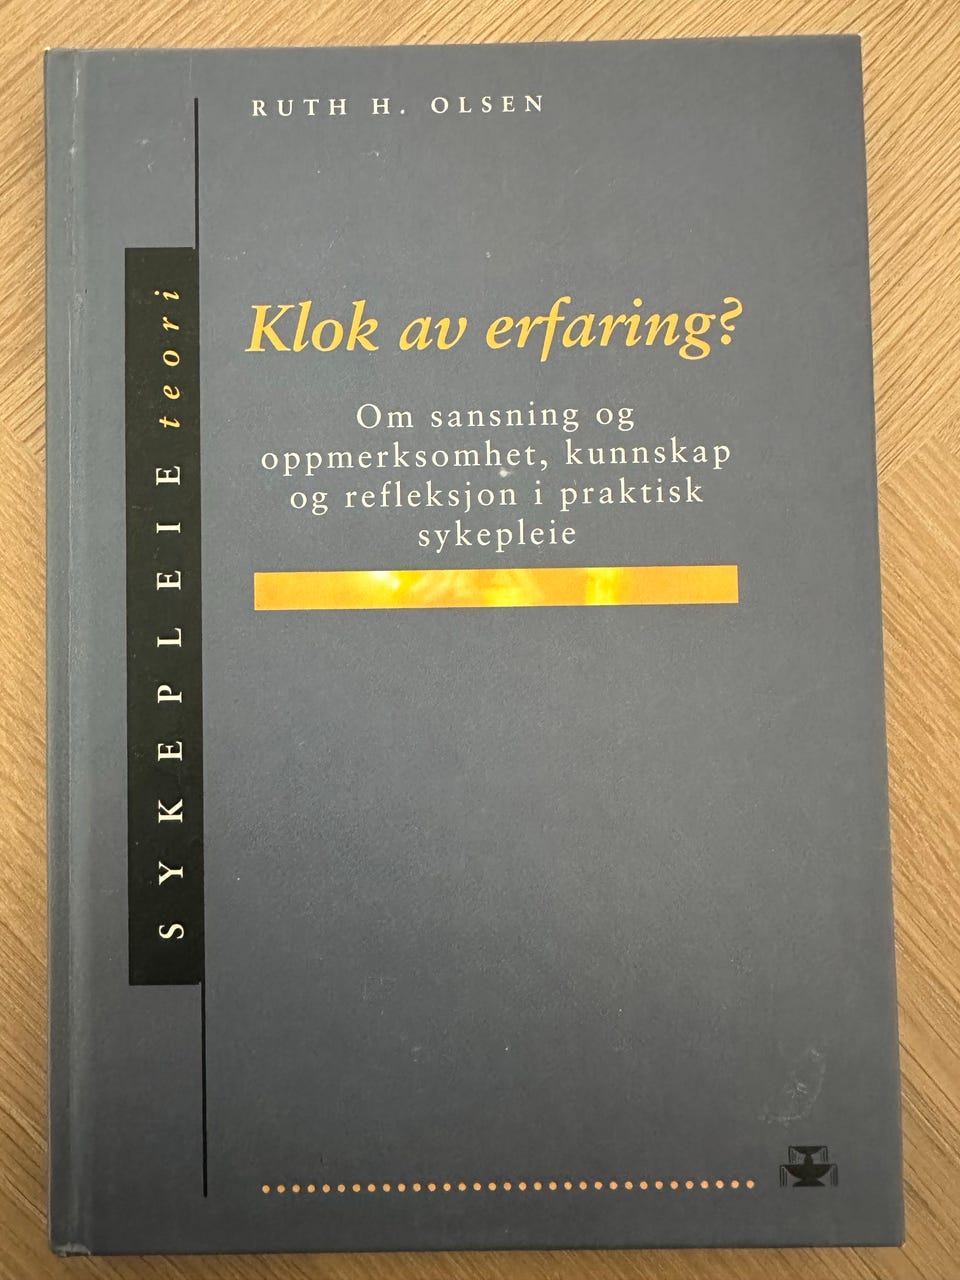 RUTH H. OLSEN
Klok av erfaring?
Om sansning og
oppmerksomhet, kunnskap
og refleksjon i praktisk
sykepleie
SYKEPLEIE teori